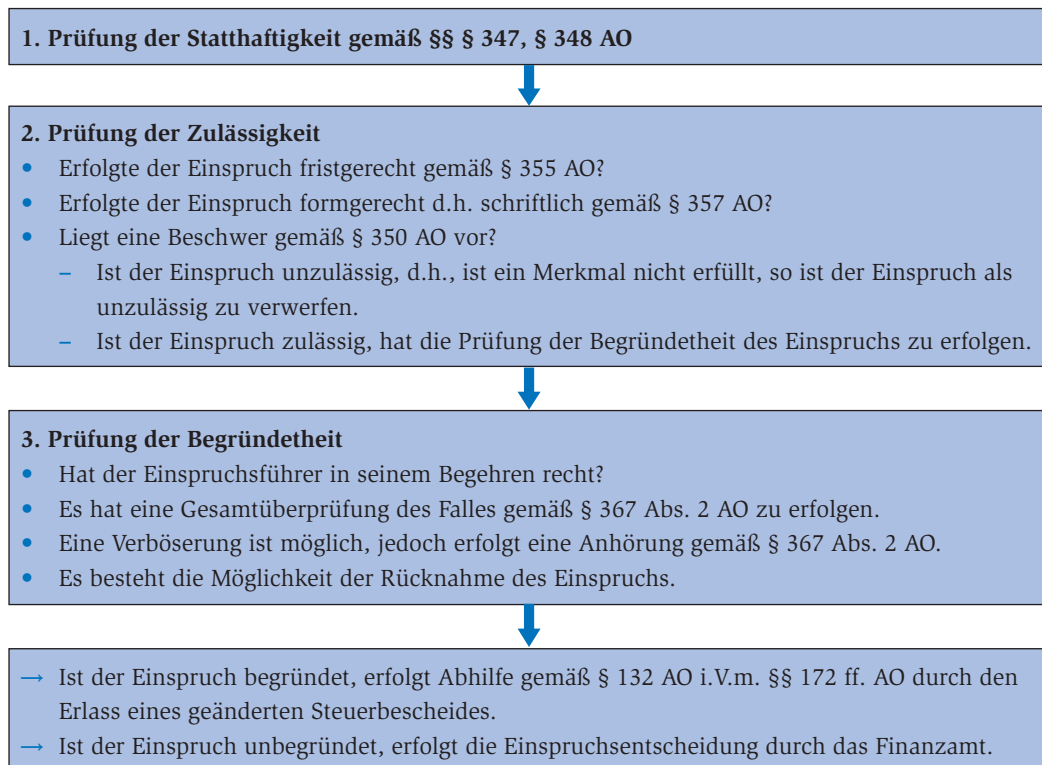 1. Prüfung der Statthaftigkeit gemäß §§ § 347, § 348 AO
2. Prüfung der Zulässigkeit
• Erfolgte der Einspruch fristgerecht gemäß § 355 AO?
• Erfolgte der Einspruch formgerecht d.h. schriftlich gemäß § 357 AO?
• Liegt eine Beschwer gemäß § 350 AO vor?
– Ist der Einspruch unzulässig, d.h., ist ein Merkmal nicht erfüllt, so ist der Einspruch als
unzulässig zu verwerfen.
– Ist der Einspruch zulässig, hat die Prüfung der Begründetheit des Einspruchs zu erfolgen.
3. Prüfung der Begründetheit
• Hat der Einspruchsführer in seinem Begehren recht?
• Es hat eine Gesamtüberprüfung des Falles gemäß § 367 Abs. 2 AO zu erfolgen.
• Eine Verböserung ist möglich, jedoch erfolgt eine Anhörung gemäß § 367 Abs. 2 AO.
• Es besteht die Möglichkeit der Rücknahme des Einspruchs.
→ Ist der Einspruch begründet, erfolgt Abhilfe gemäß § 132 AO i.V.m. §§ 172 ff. AO durch den
Erlass eines geänderten Steuerbescheides.
→ Ist der Einspruch unbegründet, erfolgt die Einspruchsentscheidung durch das Finanzamt.